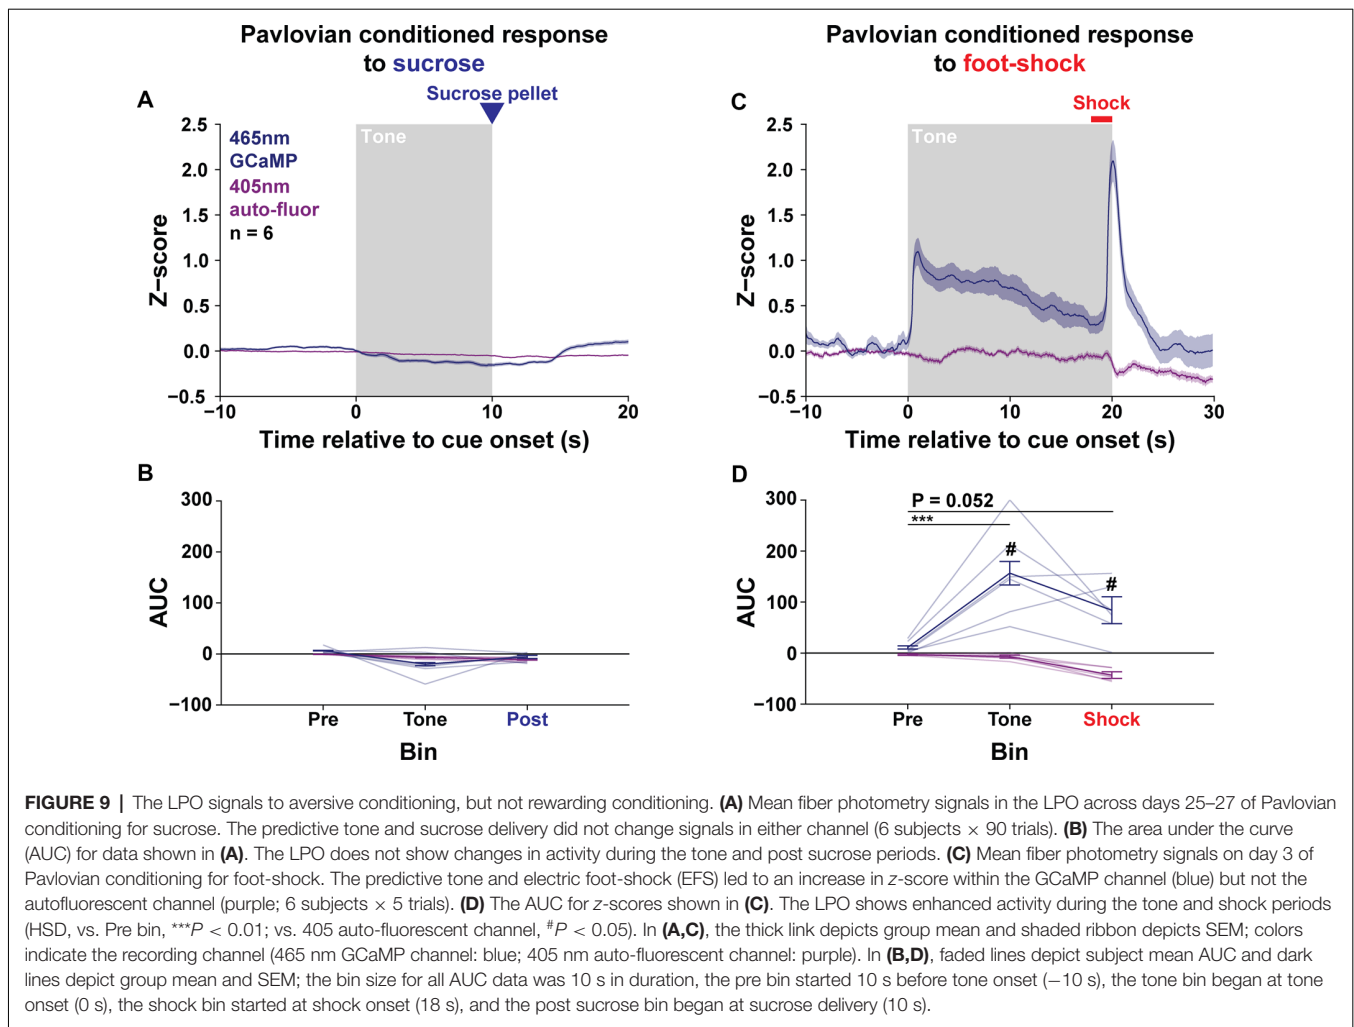 Pavlovian conditioned response
to sucrose
A
Sucrose pellet
Tone
465nm
GCaMP
405nm
auto-fluor
n = 6
Z−score
2.5
2.0
1.5
1.0
0.5
0.0
−0.5
−10
0
10
20
Time relative to cue onset (s)
Pavlovian conditioned response
to foot-shock
C
Shock
Tone
Z−score
2.5
2.0
1.5
1.0
0.5
0.0
−0.5
−10
0
10
20
30
Time relative to cue onset (s)
B
AUC
300
200
100
0
−100
Pre
Tone
Post
Bin
D
P = 0.052
***
#
#
AUC
300
200
100
0
−100
Pre
Tone
Shock
Bin
FIGURE 9 | The LPO signals to aversive conditioning, but not rewarding conditioning. (A) Mean fiber photometry signals in the LPO across days 25–27 of Pavlovian
conditioning for sucrose. The predictive tone and sucrose delivery did not change signals in either channel (6 subjects × 90 trials). (B) The area under the curve
(AUC) for data shown in (A). The LPO does not show changes in activity during the tone and post sucrose periods. (C) Mean fiber photometry signals on day 3 of
Pavlovian conditioning for foot-shock. The predictive tone and electric foot-shock (EFS) led to an increase in z-score within the GCaMP channel (blue) but not the
autofluorescent channel (purple; 6 subjects × 5 trials). (D) The AUC for z-scores shown in (C). The LPO shows enhanced activity during the tone and shock periods
(HSD, vs. Pre bin, ***P < 0.01; vs. 405 auto-fluorescent channel, #P < 0.05). In (A,C), the thick link depicts group mean and shaded ribbon depicts SEM; colors
indicate the recording channel (465 nm GCaMP channel: blue; 405 nm auto-fluorescent channel: purple). In (B,D), faded lines depict subject mean AUC and dark
lines depict group mean and SEM; the bin size for all AUC data was 10 s in duration, the pre bin started 10 s before tone onset (−10 s), the tone bin began at tone
onset (0 s), the shock bin started at shock onset (18 s), and the post sucrose bin began at sucrose delivery (10 s).